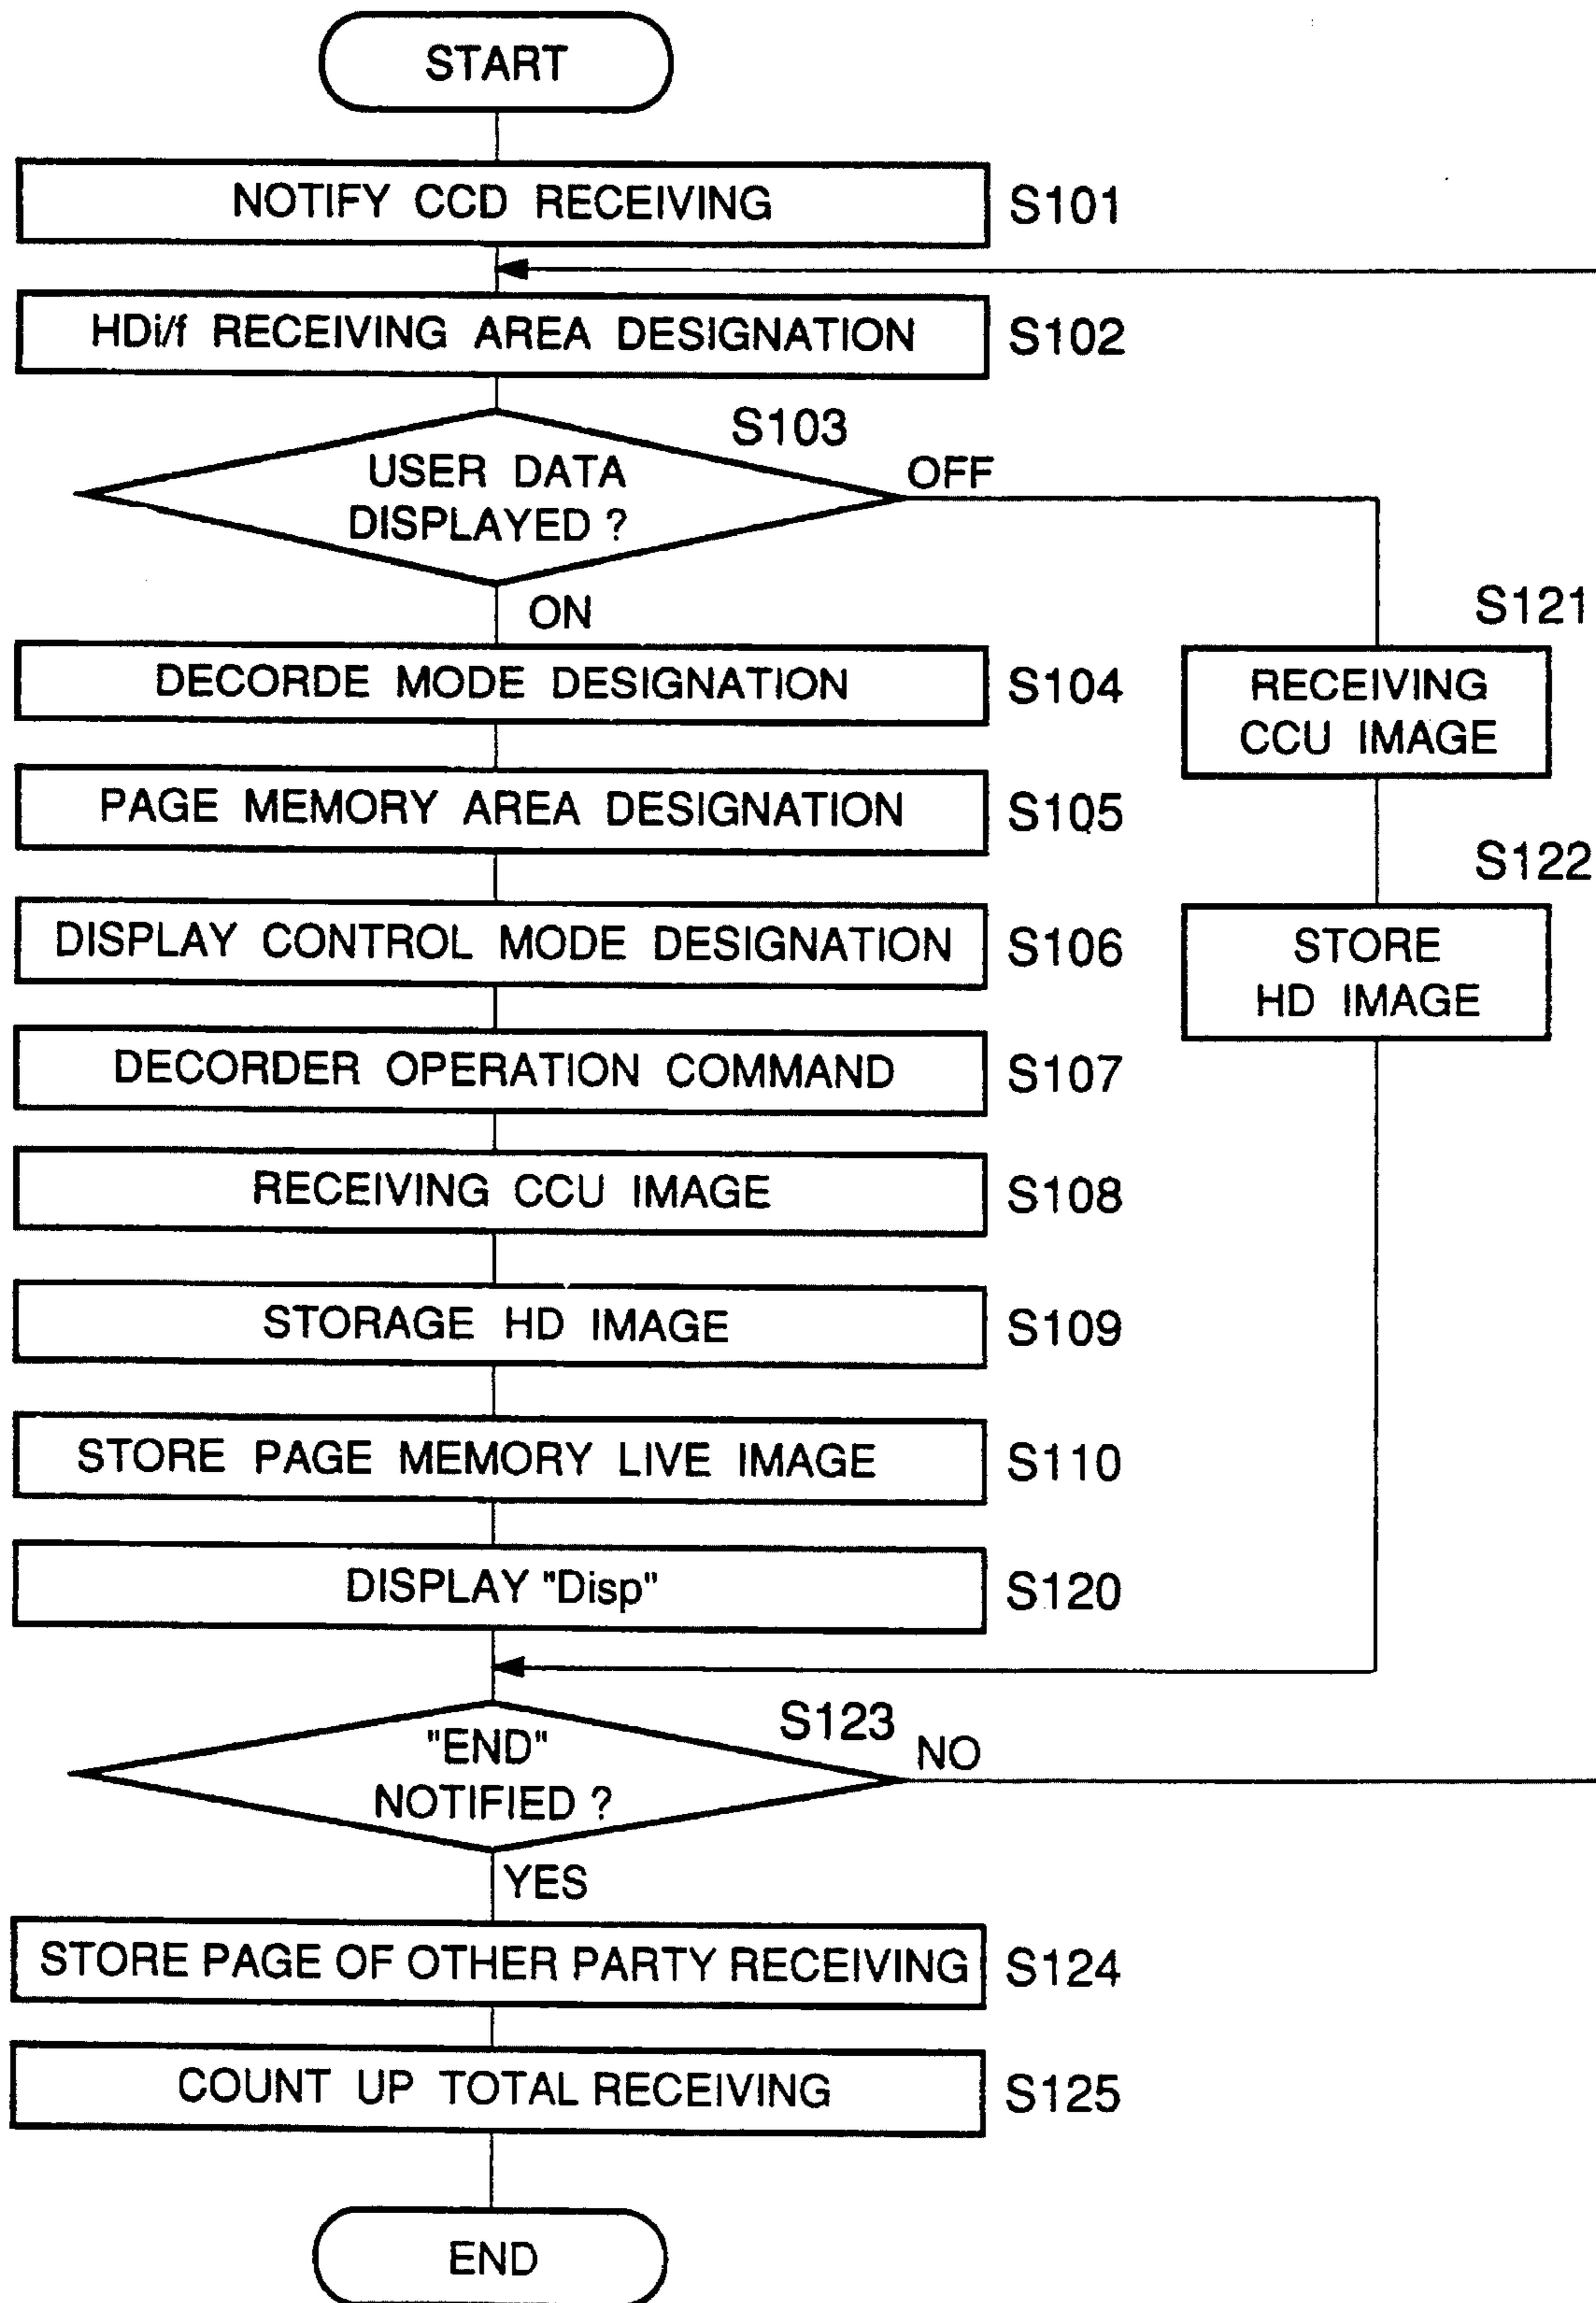 START
NOTIFY CCD RECEIVING S101
HDi/f RECEIVING AREA DESIGNATION S102
S103
USER DATA
DISPLAYED ?
OFF
ON
DECORDE MODE DESIGNATION S104
PAGE MEMORY AREA DESIGNATION S105
DISPLAY CONTROL MODE DESIGNATION S106
DECORDER OPERATION COMMAND S107
RECEIVING CCU IMAGE S108
STORAGE HD IMAGE S109
STORE PAGE MEMORY LIVE IMAGE S110
DISPLAY "Disp" S120
S121
RECEIVING
CCU IMAGE
S122
STORE
HD IMAGE
S123
"END"
NOTIFIED ?
NO
YES
STORE PAGE OF OTHER PARTY RECEIVING S124
COUNT UP TOTAL RECEIVING S125
END